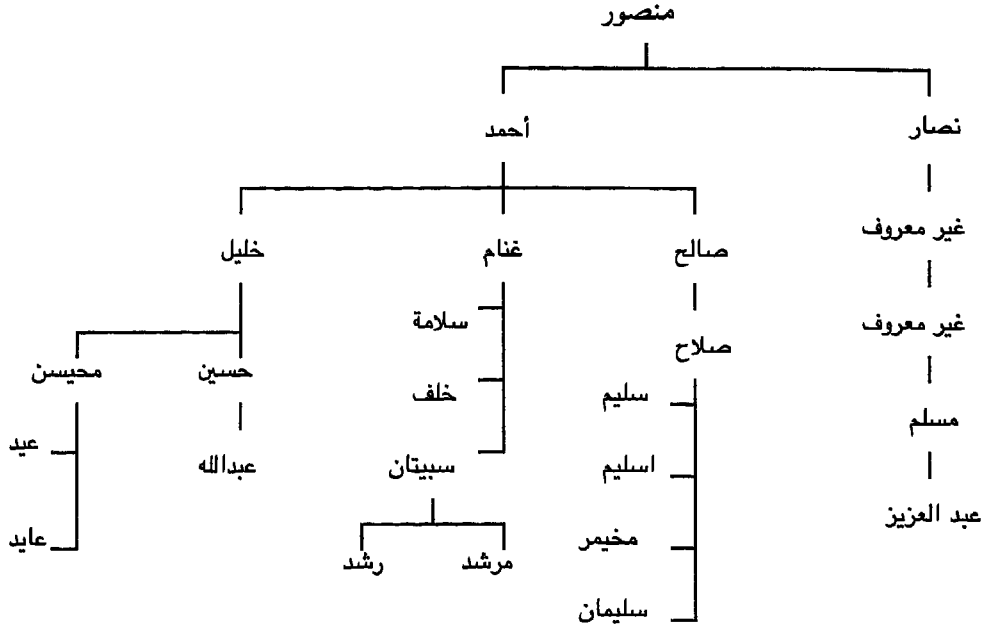 منصور
نصار
أحمد
غير معروف
صالح
غنام
خليل
غير معروف
صلاح
سلامة
حسين
محيسن
مسلم
سليم
خلف
عيد
عبد العزيز
اسليم
سبيتان
عبدالله
مخيمر
مرشد
رشد
عايد
سليمان